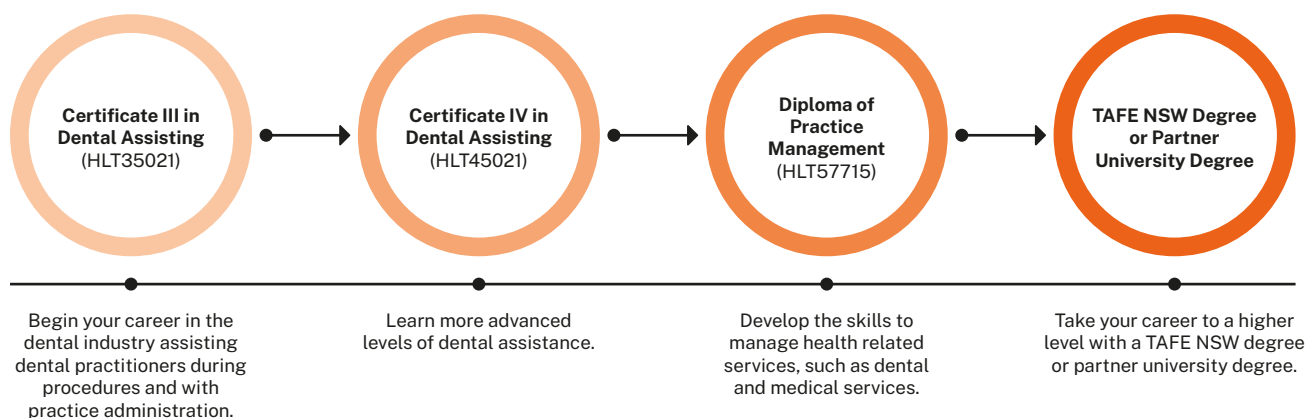 Certificate III in
Dental Assisting
(HLT35021)
Certificate IV in
Dental Assisting
(HLT45021)
Diploma of
Practice
Management
(HLT57715)
TAFE NSW Degree
or Partner
University Degree
Begin your career in the
dental industry assisting
dental practitioners during
procedures and with
practice administration.
Learn more advanced
levels of dental assistance.
Develop the skills to
manage health related
services, such as dental
and medical services.
Take your career to a higher
level with a TAFE NSW degree
or partner university degree.